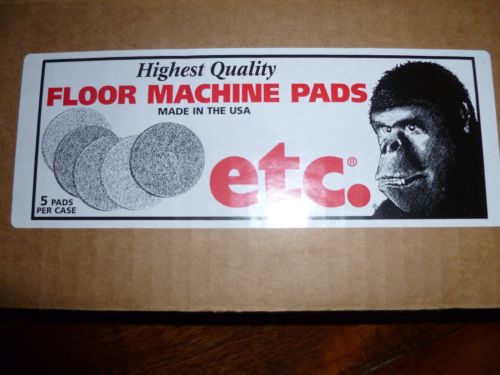 Highest Quality
FLOOR MACHINE PADS
MADE IN THE USA
etc.®
5 PADS
PER CASE